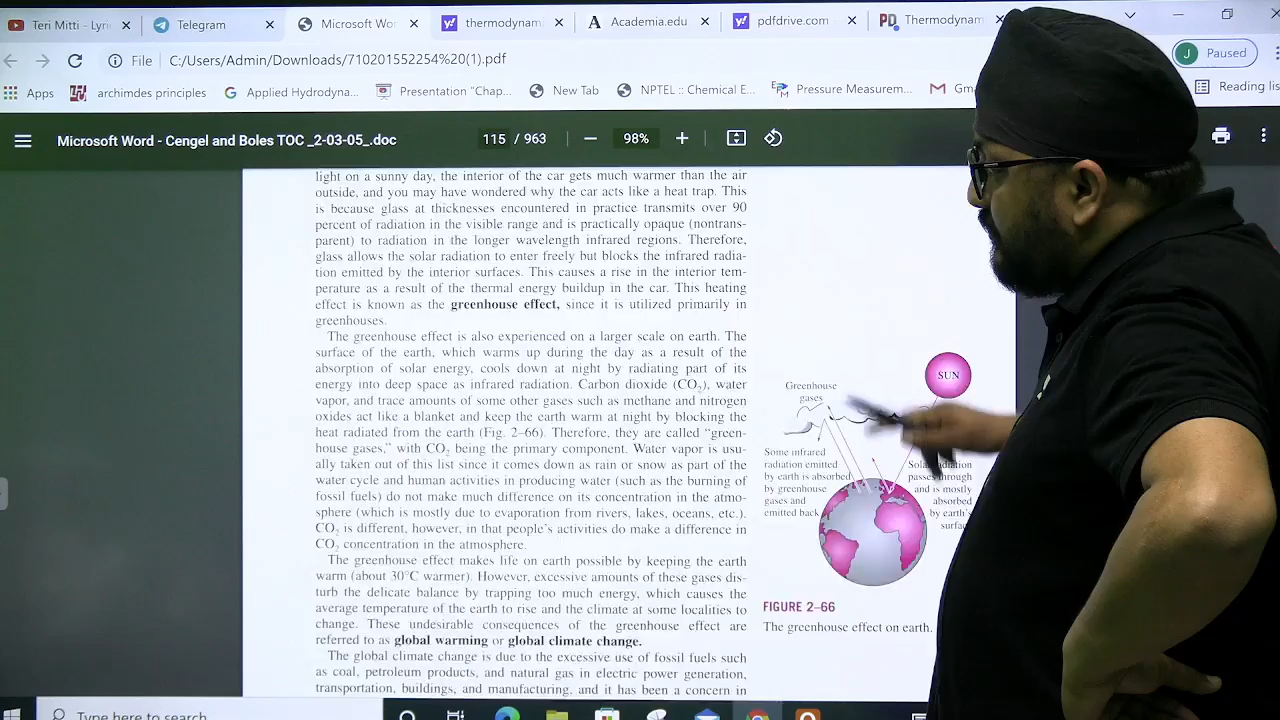 Teri Mitti - Lyri
Telegram
Microsoft Wor
thermodynam
Academia.edu
pdfdrive.com
Thermodynam
File
C:/Users/Admin/Downloads/710201552254%20(1).pdf
J
Paused
Apps
archimdes principles
Applied Hydrodyna...
Presentation "Chap...
New Tab
NPTEL :: Chemical E...
Pressure Measurem...
Reading list
Microsoft Word - Cengel and Boles TOC _2-03-05_.doc
115 / 963
98%
light on a sunny day, the interior of the car gets much warmer than the air
outside, and you may have wondered why the car acts like a heat trap. This
is because glass at thicknesses encountered in practice transmits over 90
percent of radiation in the visible range and is practically opaque (nontrans-
parent) to radiation in the longer wavelength infrared regions. Therefore,
glass allows the solar radiation to enter freely but blocks the infrared radia-
tion emitted by the interior surfaces. This causes a rise in the interior tem-
perature as a result of the thermal energy buildup in the car. This heating
effect is known as the greenhouse effect, since it is utilized primarily in
greenhouses.
The greenhouse effect is also experienced on a larger scale on earth. The
surface of the earth, which warms up during the day as a result of the
absorption of solar energy, cools down at night by radiating part of its
energy into deep space as infrared radiation. Carbon dioxide (CO2), water
vapor, and trace amounts of some other gases such as methane and nitrogen
oxides act like a blanket and keep the earth warm at night by blocking the
heat radiated from the earth (Fig. 2–66). Therefore, they are called “green-
house gases,” with CO2 being the primary component. Water vapor is usu-
ally taken out of this list since it comes down as rain or snow as part of the
water cycle and human activities in producing water (such as the burning of
fossil fuels) do not make much difference on its concentration in the atmo-
sphere (which is mostly due to evaporation from rivers, lakes, oceans, etc.).
CO2 is different, however, in that people’s activities do make a difference in
CO2 concentration in the atmosphere.
The greenhouse effect makes life on earth possible by keeping the earth
warm (about 30°C warmer). However, excessive amounts of these gases dis-
turb the delicate balance by trapping too much energy, which causes the
average temperature of the earth to rise and the climate at some localities to
change. These undesirable consequences of the greenhouse effect are
referred to as global warming or global climate change.
The global climate change is due to the excessive use of fossil fuels such
as coal, petroleum products, and natural gas in electric power generation,
transportation, buildings, and manufacturing, and it has been a concern in
SUN
Greenhouse
gases
Some infrared
radiation emitted
by earth is absorbed
by greenhouse
gases and
emitted back
radiation
passes through
and is mostly
absorbed
by earth’s
FIGURE 2–66
The greenhouse effect on earth.
Type here to search